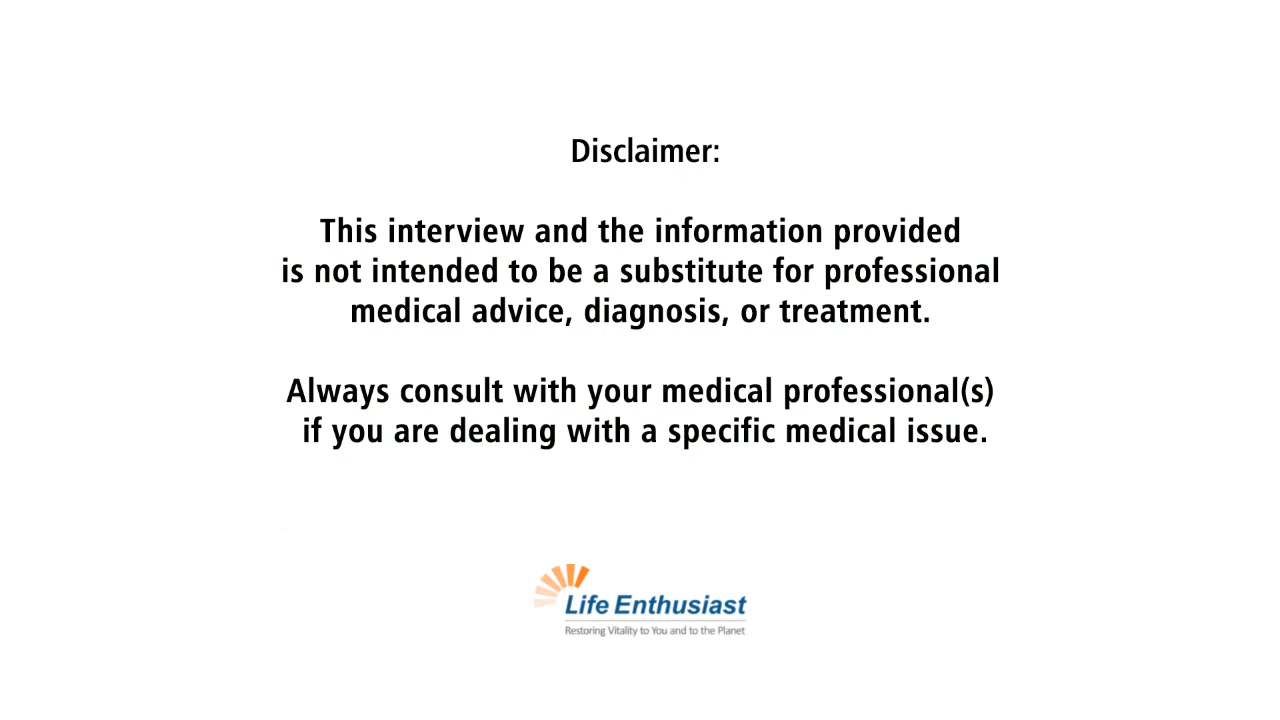 Disclaimer:
This interview and the information provided
is not intended to be a substitute for professional
medical advice, diagnosis, or treatment.
Always consult with your medical professional(s)
if you are dealing with a specific medical issue.
Life Enthusiast
Restoring Vitality to You and to the Planet